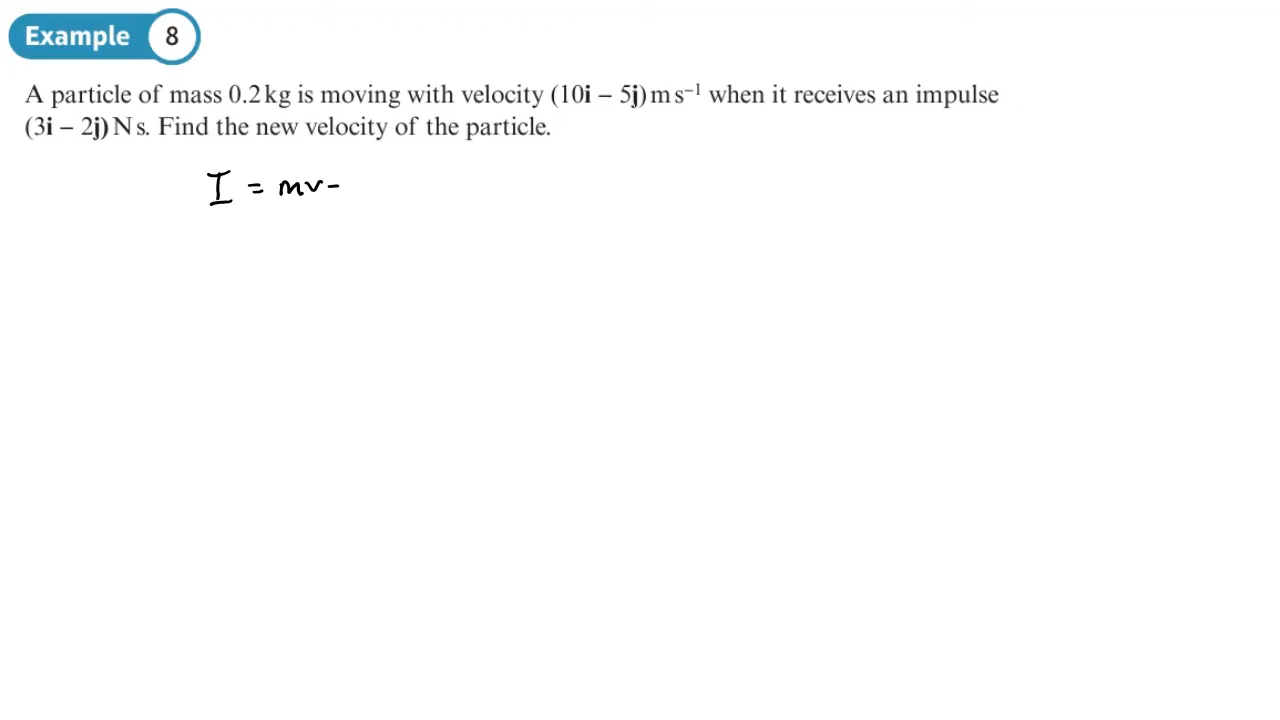 Example 8
A particle of mass 0.2 kg is moving with velocity (10i – 5j) m s⁻¹ when it receives an impulse
(3i – 2j) N s. Find the new velocity of the particle.
I = mv-